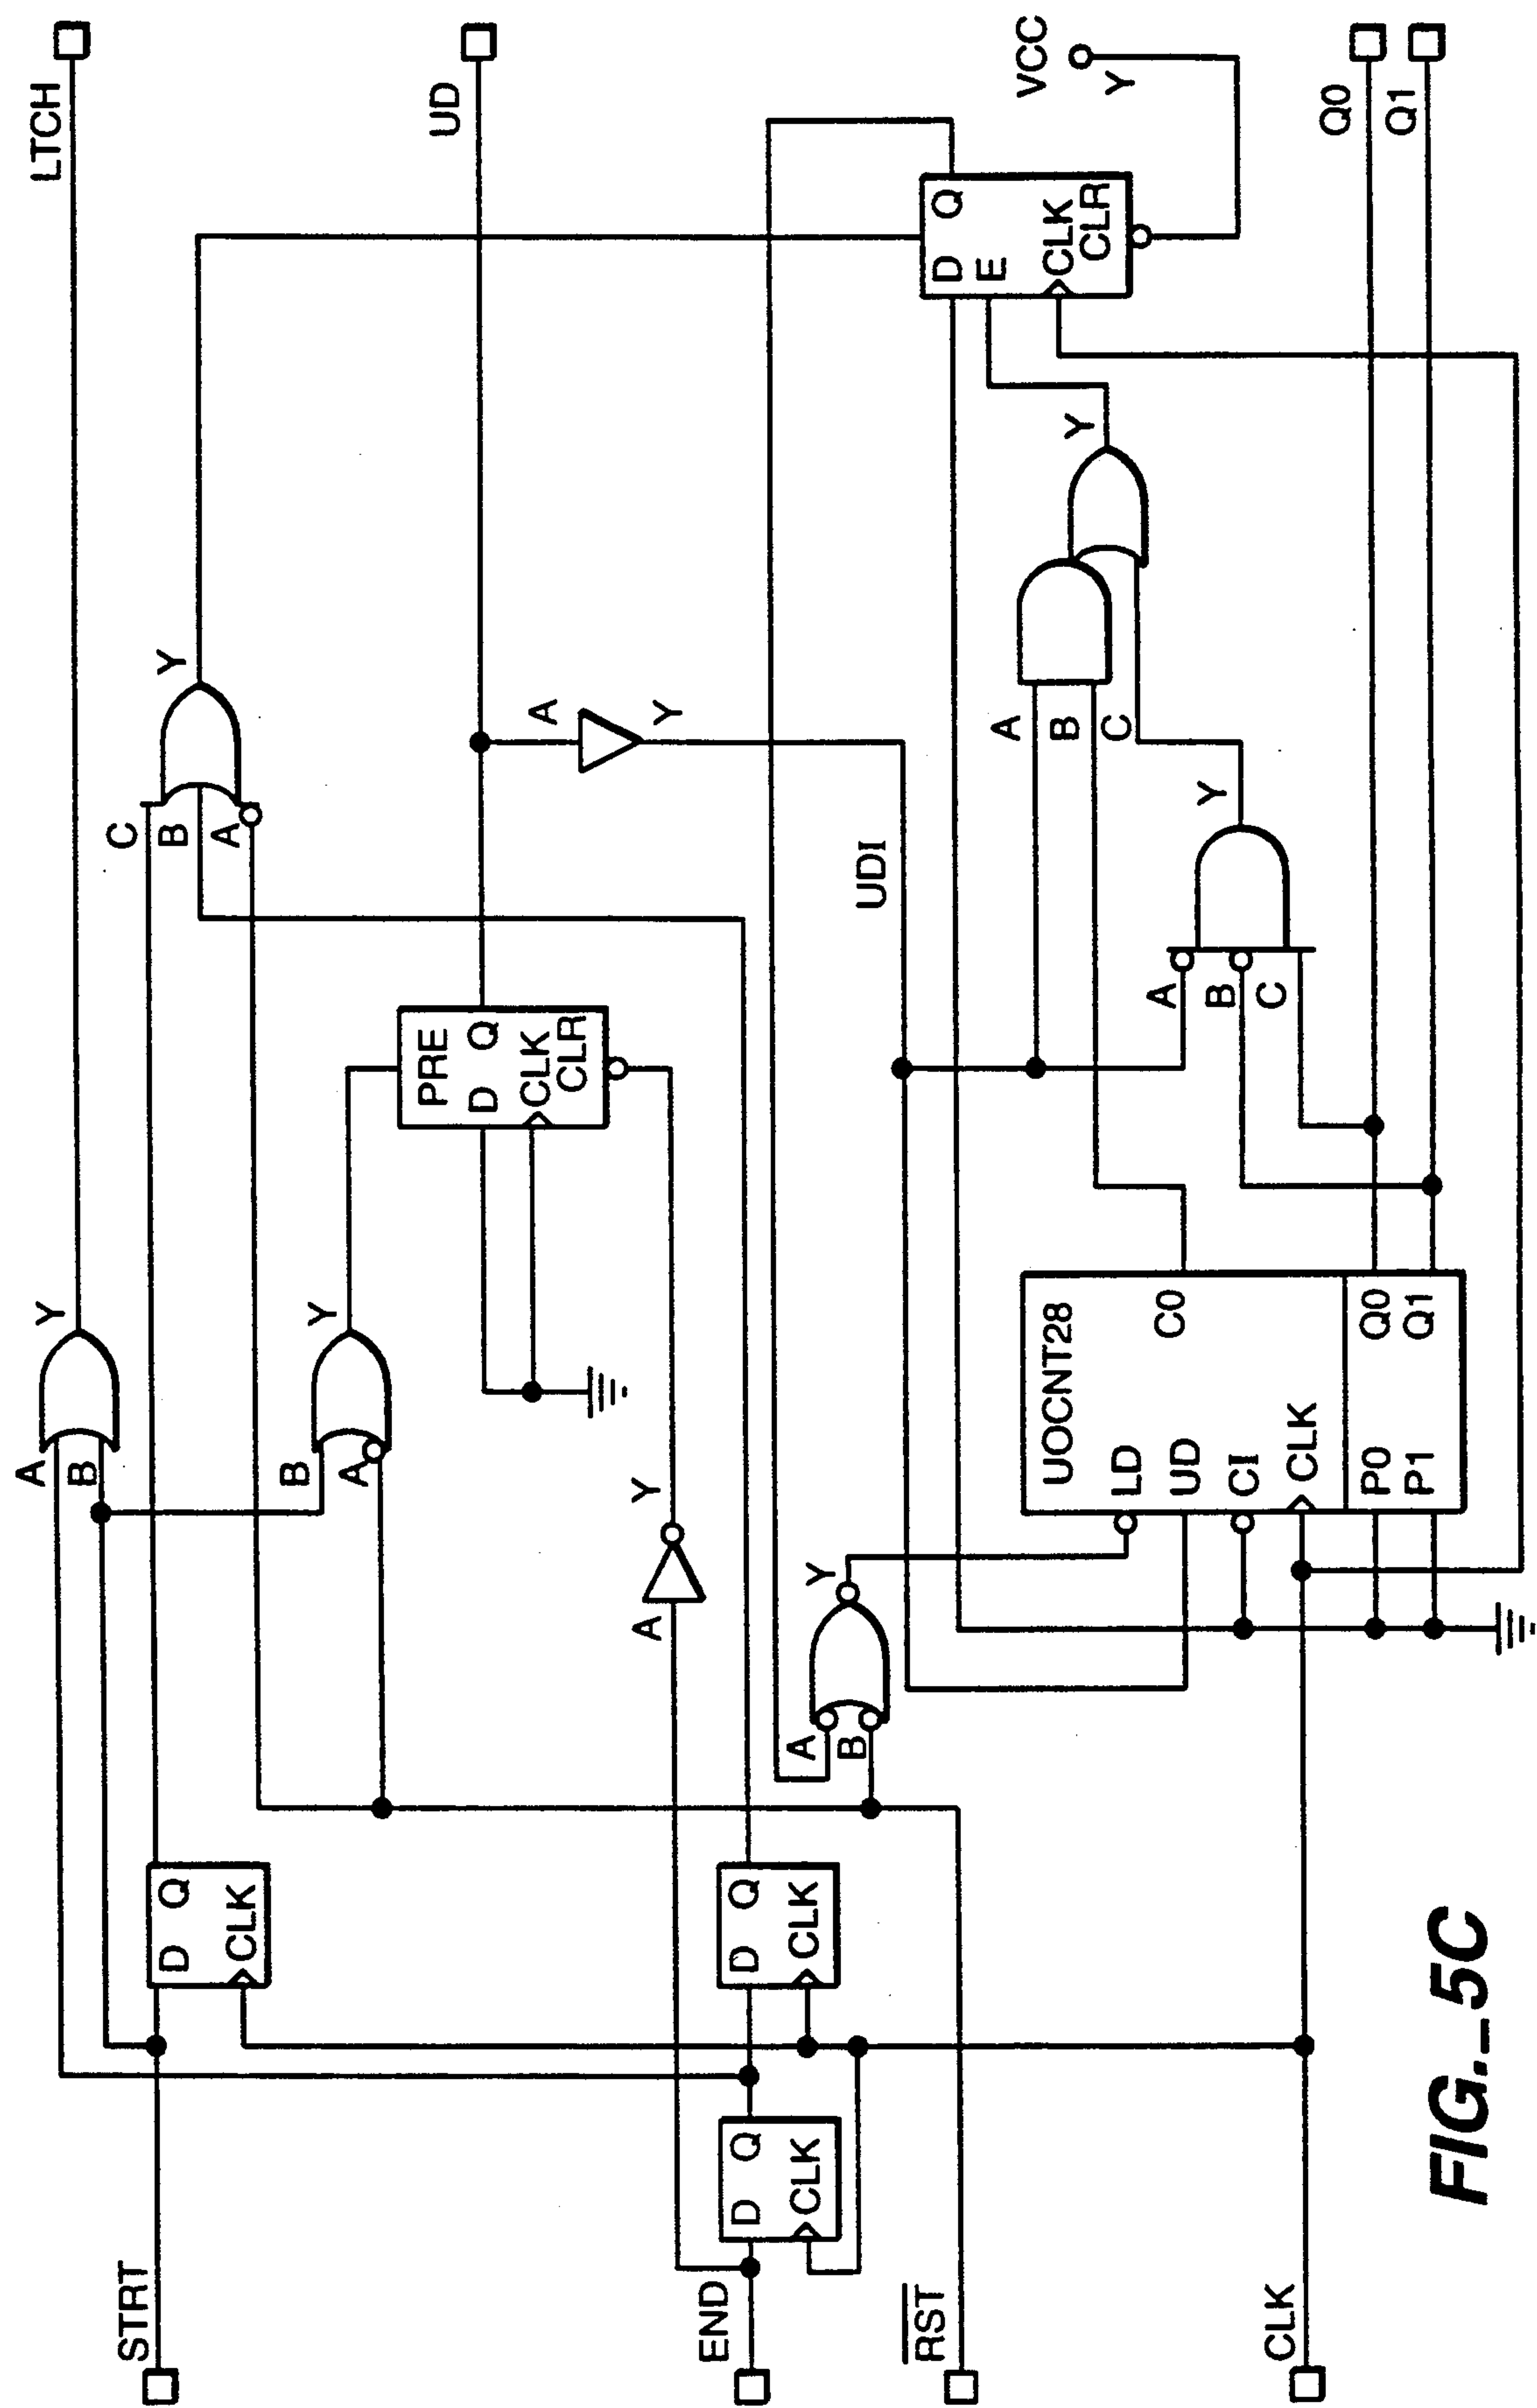 STRT
END
RST
CLK
LTCH
UD
VCC
Y
Q0
Q1
A
B
Y
D Q
CLK
C
B
A
Y
B
A
Y
PRE
D Q
CLK
CLR
A
Y
A
Y
D Q
CLK
D Q
CLK
A
B
Y
UDI
UOCNT28
LD
C0
UD
CI
CLK
P0 Q0
P1 Q1
A
B
C
Y
A
B
C
Y
D Q
E
CLK
CLR
FIG._5C